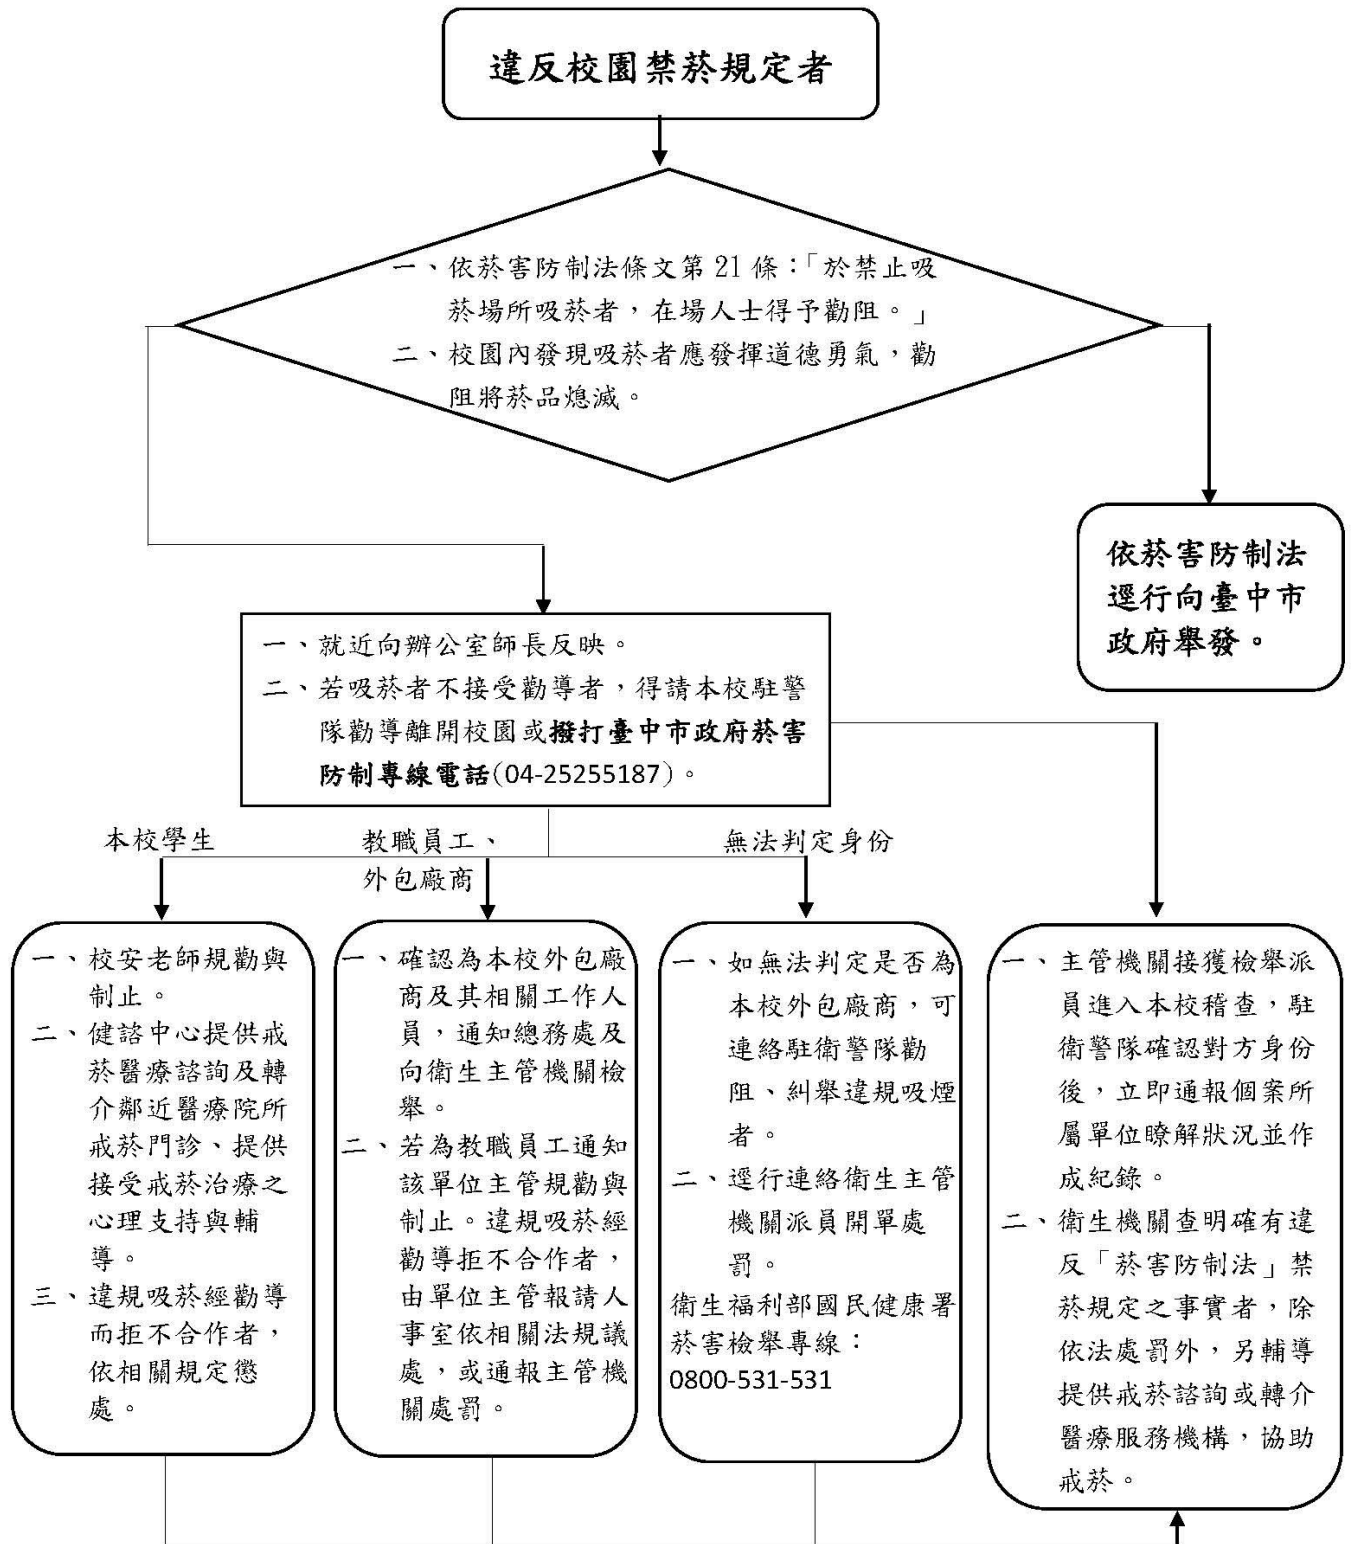 違反校園禁菸規定者
一、依菸害防制法條文第 21 條：「於禁止吸
菸場所吸菸者，在場人士得予勸阻。」
二、校園內發現吸菸者應發揮道德勇氣，勸
阻將菸品熄滅。
依菸害防制法
逕行向臺中市
政府舉發。
一、就近向辦公室師長反映。
二、若吸菸者不接受勸導者，得請本校駐警
隊勸導離開校園或撥打臺中市政府菸害
防制專線電話(04-25255187)。
本校學生
教職員工、
外包廠商
無法判定身份
一、校安老師規勸與
制止。
二、健諮中心提供戒
菸醫療諮詢及轉
介鄰近醫療院所
戒菸門診、提供
接受戒菸治療之
心理支持與輔
導。
三、違規吸菸經勸導
而拒不合作者，
依相關規定懲
處。
一、確認為本校外包廠
商及其相關工作人
員，通知總務處及
向衛生主管機關檢
舉。
二、若為教職員工通知
該單位主管規勸與
制止。違規吸菸經
勸導拒不合作者，
由單位主管報請人
事室依相關法規議
處，或通報主管機
關處罰。
一、如無法判定是否為
本校外包廠商，可
連絡駐衛警隊勸
阻、糾舉違規吸煙
者。
二、逕行連絡衛生主管
機關派員開單處
罰。
衛生福利部國民健康署
菸害檢舉專線：
0800-531-531
一、主管機關接獲檢舉派
員進入本校稽查，駐
衛警隊確認對方身份
後，立即通報個案所
屬單位瞭解狀況並作
成紀錄。
二、衛生機關查明確有違
反「菸害防制法」禁
菸規定之事實者，除
依法處罰外，另輔導
提供戒菸諮詢或轉介
醫療服務機構，協助
戒菸。